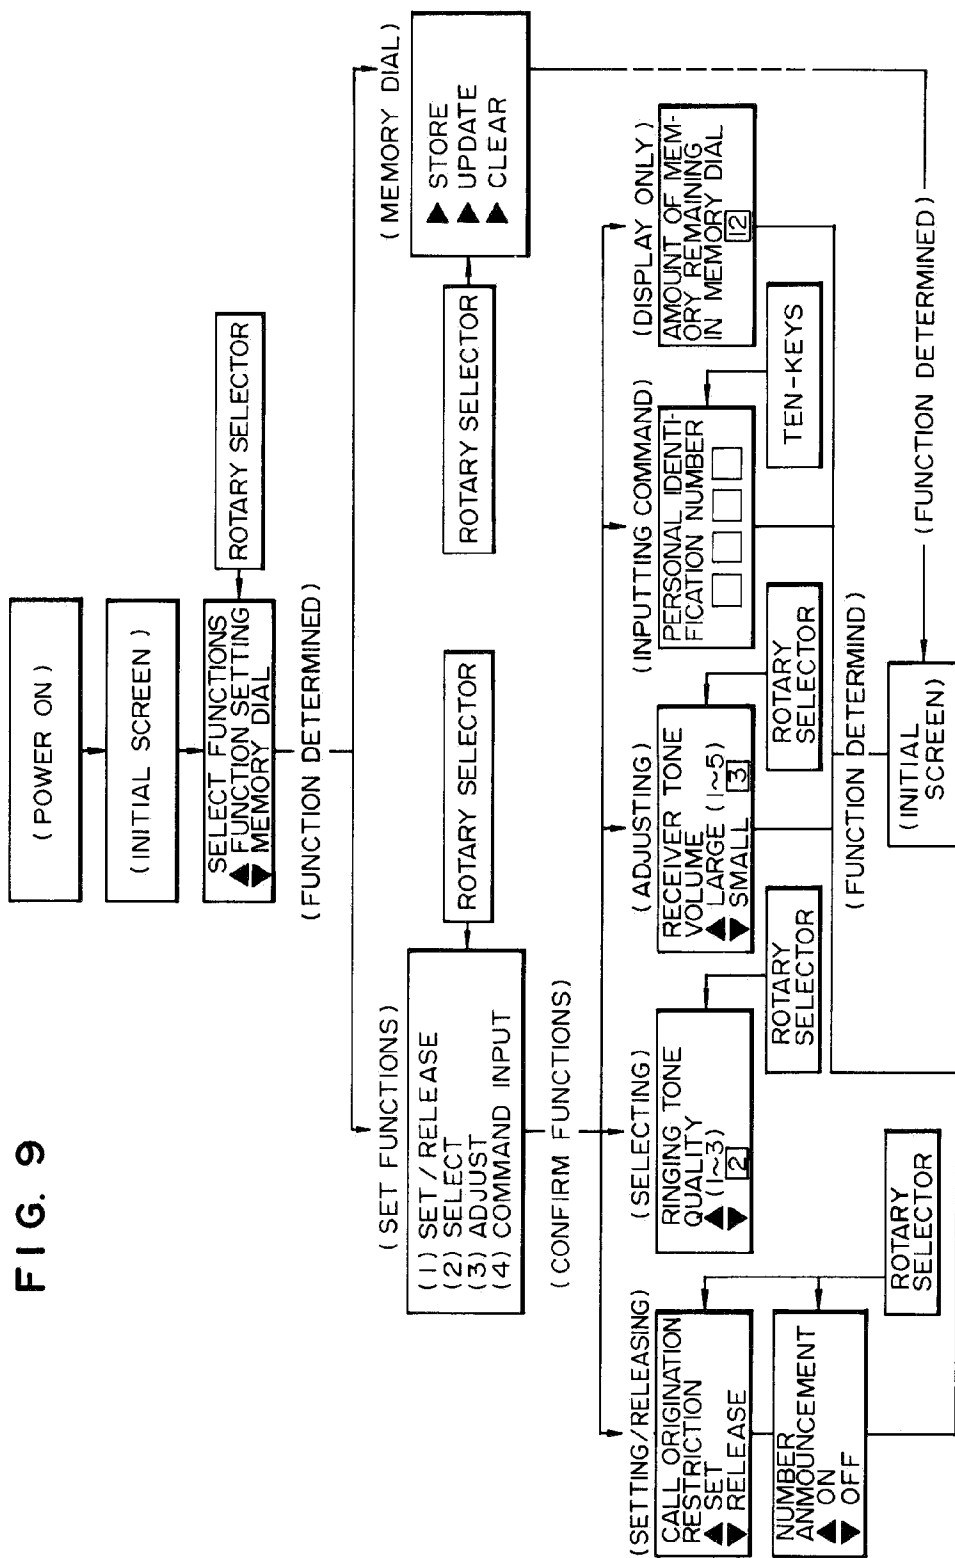 FIG. 9
(POWER ON)
(INITIAL SCREEN)
SELECT FUNCTIONS
▲ FUNCTION SETTING
▼ MEMORY DIAL
ROTARY SELECTOR
(FUNCTION DETERMINED)
(SET FUNCTIONS)
(1) SET/RELEASE
(2) SELECT
(3) ADJUST
(4) COMMAND INPUT
ROTARY SELECTOR
(MEMORY DIAL)
▲ STORE
▲ UPDATE
▲ CLEAR
ROTARY SELECTOR
(CONFIRM FUNCTIONS)
(SETTING/RELEASING)
CALL ORIGINATION
RESTRICTION
▲ SET
▼ RELEASE
NUMBER
ANMOUNCEMENT
▲ ON
▼ OFF
ROTARY
SELECTOR
(SELECTING)
RINGING TONE
QUALITY
▲ (1~3)
▼ 2
ROTARY
SELECTOR
(ADJUSTING)
RECEIVER TONE
VOLUME
▲ LARGE (1~5)
▼ SMALL 3
ROTARY
SELECTOR
(INPUTTING COMMAND)
PERSONAL IDENTI-
FICATION NUMBER
TEN-KEYS
(DISPLAY ONLY)
AMOUNT OF MEM-
ORY REMAINING
IN MEMORY DIAL
12
(FUNCTION DETERMIND)
(FUNCTION DETERMINED)
(INITIAL
SCREEN)